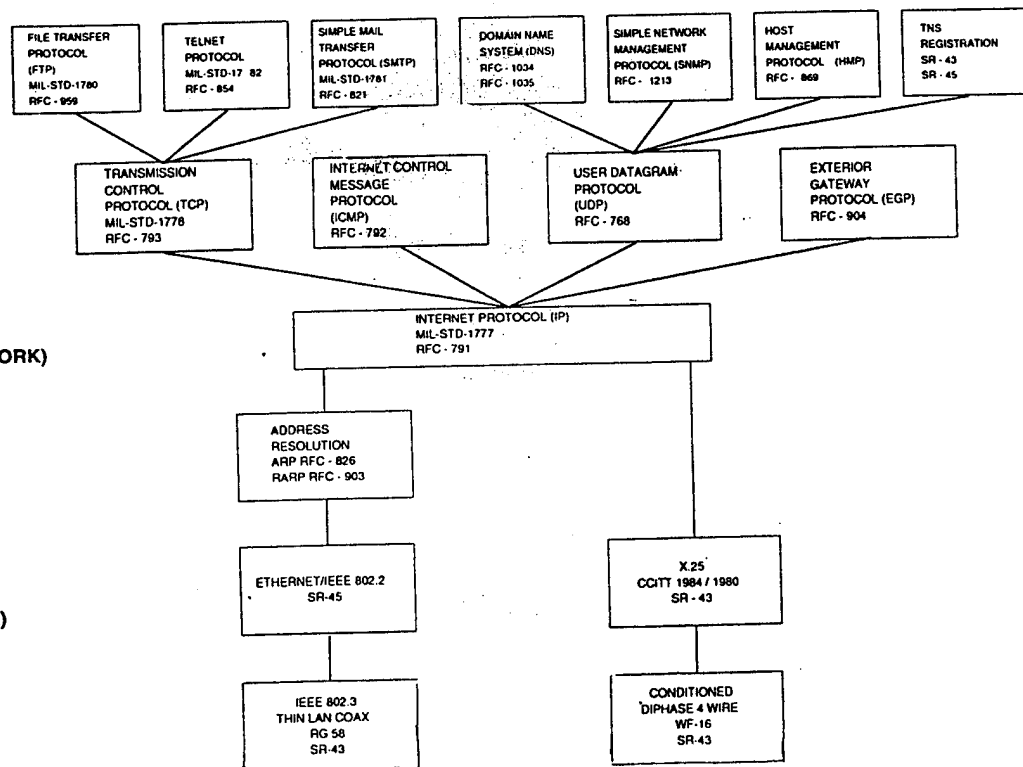 FILE TRANSFER
PROTOCOL
(FTP)
MIL-STD-1780
RFC - 959
TELNET
PROTOCOL
MIL-STD-17 82
RFC - 854
SIMPLE MAIL
TRANSFER
PROTOCOL (SMTP)
MIL-STD-1781
RFC - 821
DOMAIN NAME
SYSTEM (DNS)
RFC - 1034
RFC - 1035
SIMPLE NETWORK
MANAGEMENT
PROTOCOL (SNMP)
RFC - 1213
HOST
MANAGEMENT
PROTOCOL (HMP)
RFC - 869
TNS
REGISTRATION
SR - 43
SR - 45
TRANSMISSION
CONTROL
PROTOCOL (TCP)
MIL-STD-1778
RFC - 793
INTERNET CONTROL
MESSAGE
PROTOCOL
(ICMP)
RFC - 792
USER DATAGRAM
PROTOCOL
(UDP)
RFC - 768
EXTERIOR
GATEWAY
PROTOCOL (EGP)
RFC - 904
INTERNET PROTOCOL (IP)
MIL-STD-1777
RFC - 791
ORK)
ADDRESS
RESOLUTION
ARP RFC - 826
RARP RFC - 903
ETHERNET/IEEE 802.2
SR-45
X.25
CCITT 1984 / 1980
SR - 43
)
IEEE 802.3
THIN LAN COAX
RG 58
SR-43
CONDITIONED
DIPHASE 4 WIRE
WF-16
SR-43